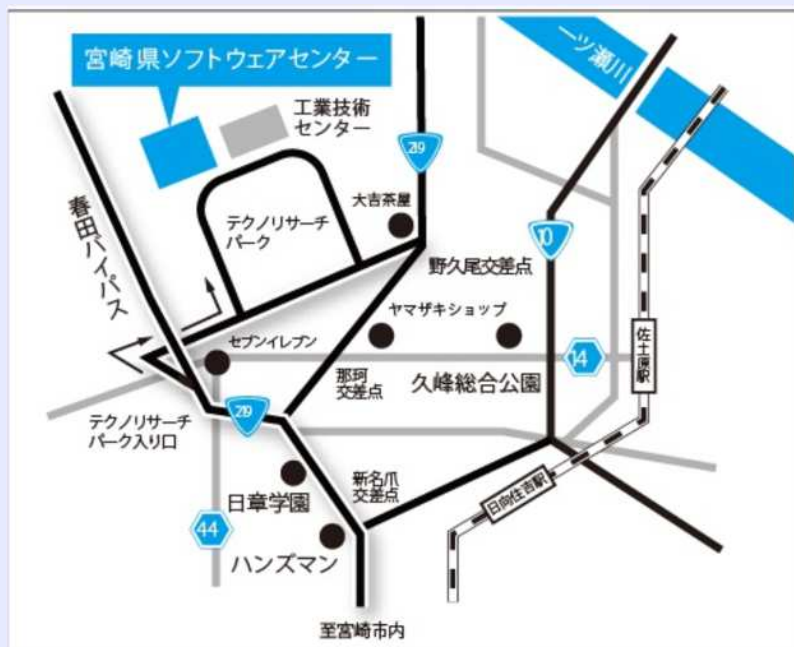 宮崎県ソフトウェアセンター
一ツ瀬川
工業技術
センター
219
大吉茶屋
春田バイパス
テクノリサーチ
パーク
10
野久尾交差点
ヤマザキショップ
セブンイレブン
佐土原駅
14
那珂
交差点
久峰総合公園
テクノリサーチ
パーク入り口
219
新名爪
交差点
日章学園
日向住吉駅
44
ハンズマン
至宮崎市内